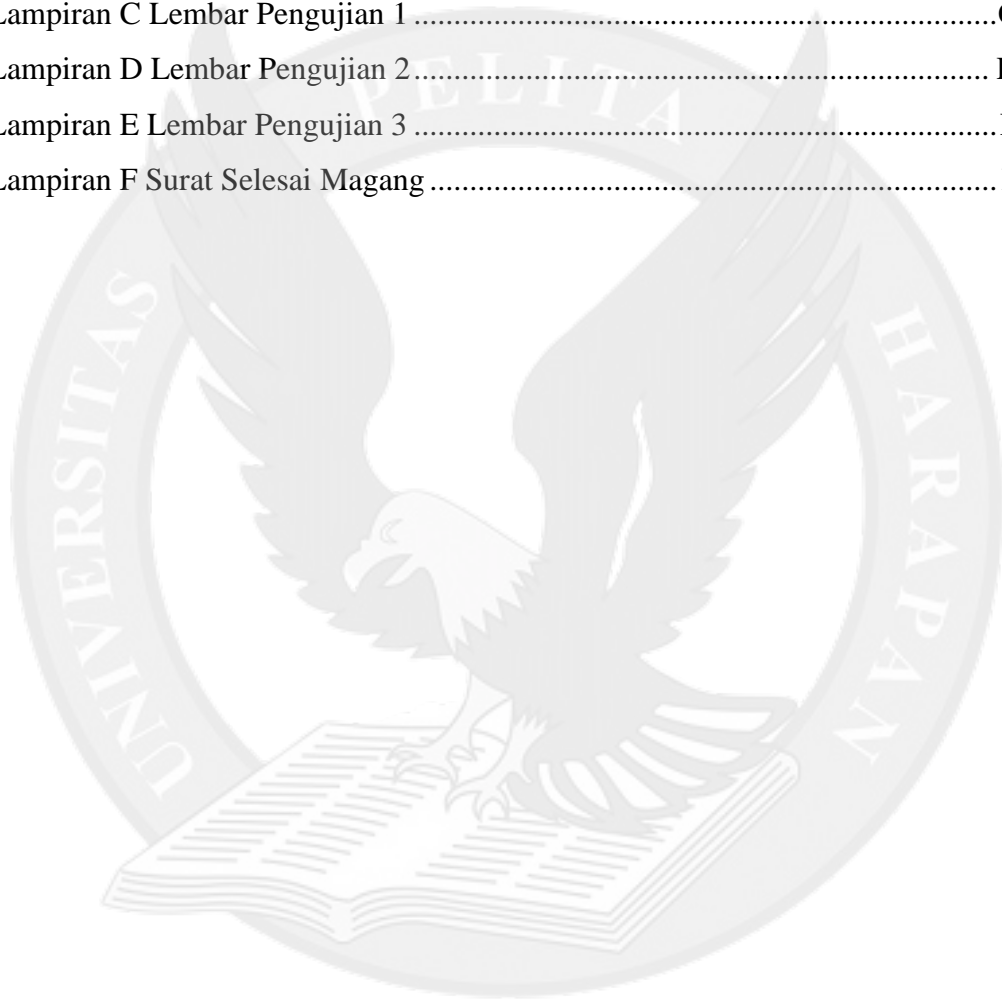 Lampiran C Lembar Pengujian 1
Lampiran D Lembar Pengujian 2
Lampiran E Lembar Pengujian 3
Lampiran F Surat Selesai Magang
UNIVERSITAS PELITA HARAPAN